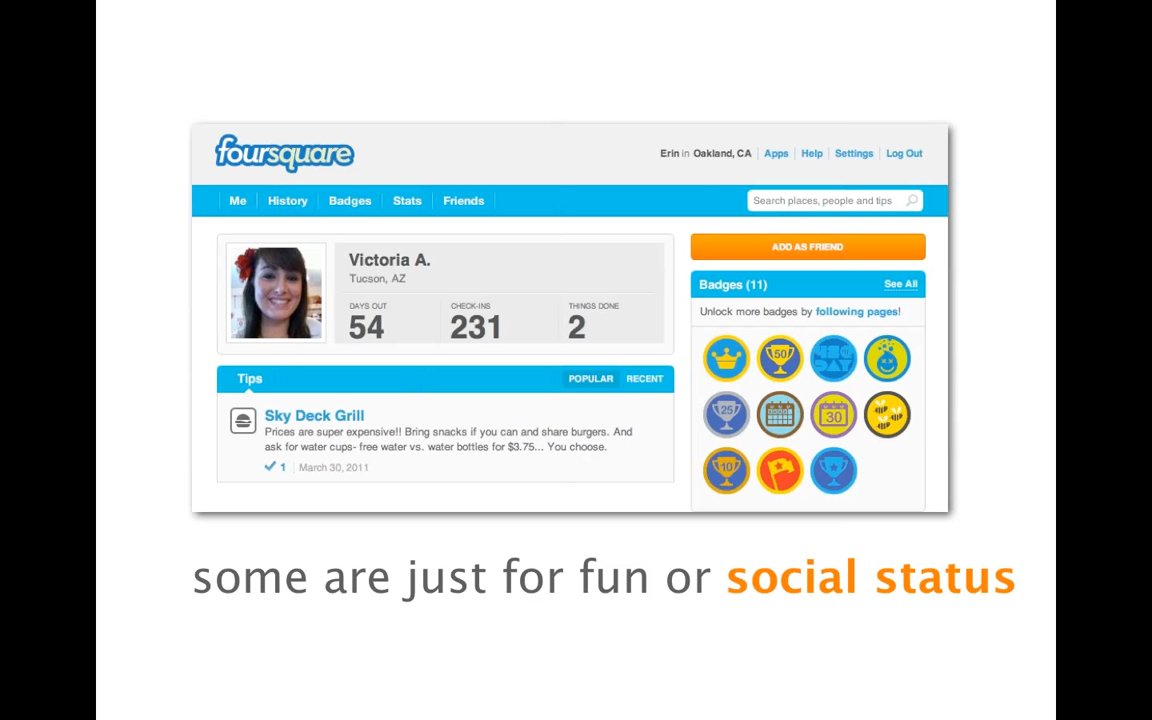 foursquare
Erin in Oakland, CA Apps Help Settings Log Out
Me History Badges Stats Friends
Search places, people and tips
Victoria A.
Tucson, AZ
DAYS OUT CHECK-INS THINGS DONE
54 231 2
Tips POPULAR RECENT
Sky Deck Grill
Prices are super expensive!! Bring snacks if you can and share burgers. And
ask for water cups- free water vs. water bottles for $3.75... You choose.
1 March 30, 2011
ADD AS FRIEND
Badges (11) See All
Unlock more badges by following pages!
50
25 30
10
some are just for fun or social status